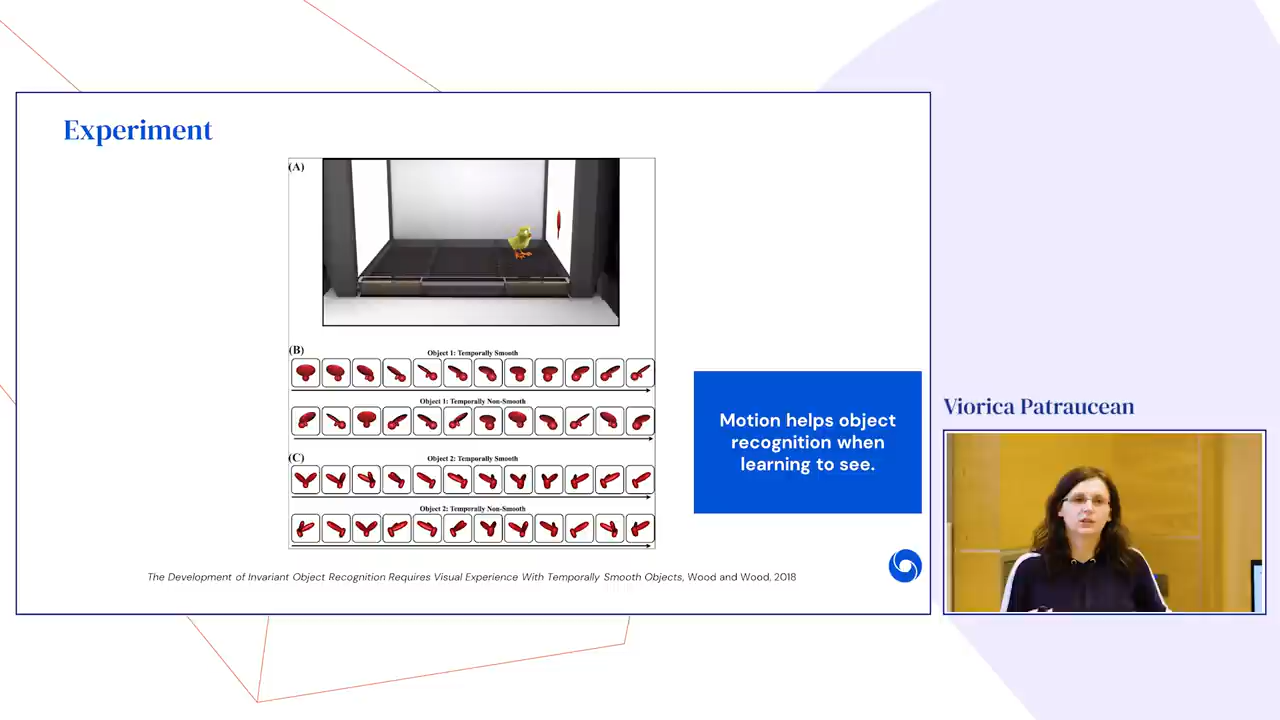 Experiment
(A)
(B)
Object 1: Temporally Smooth
Object 1: Temporally Non-Smooth
(C)
Object 2: Temporally Smooth
Object 2: Temporally Non-Smooth
Motion helps object
recognition when
learning to see.
The Development of Invariant Object Recognition Requires Visual Experience With Temporally Smooth Objects, Wood and Wood, 2018
Viorica Patraucean